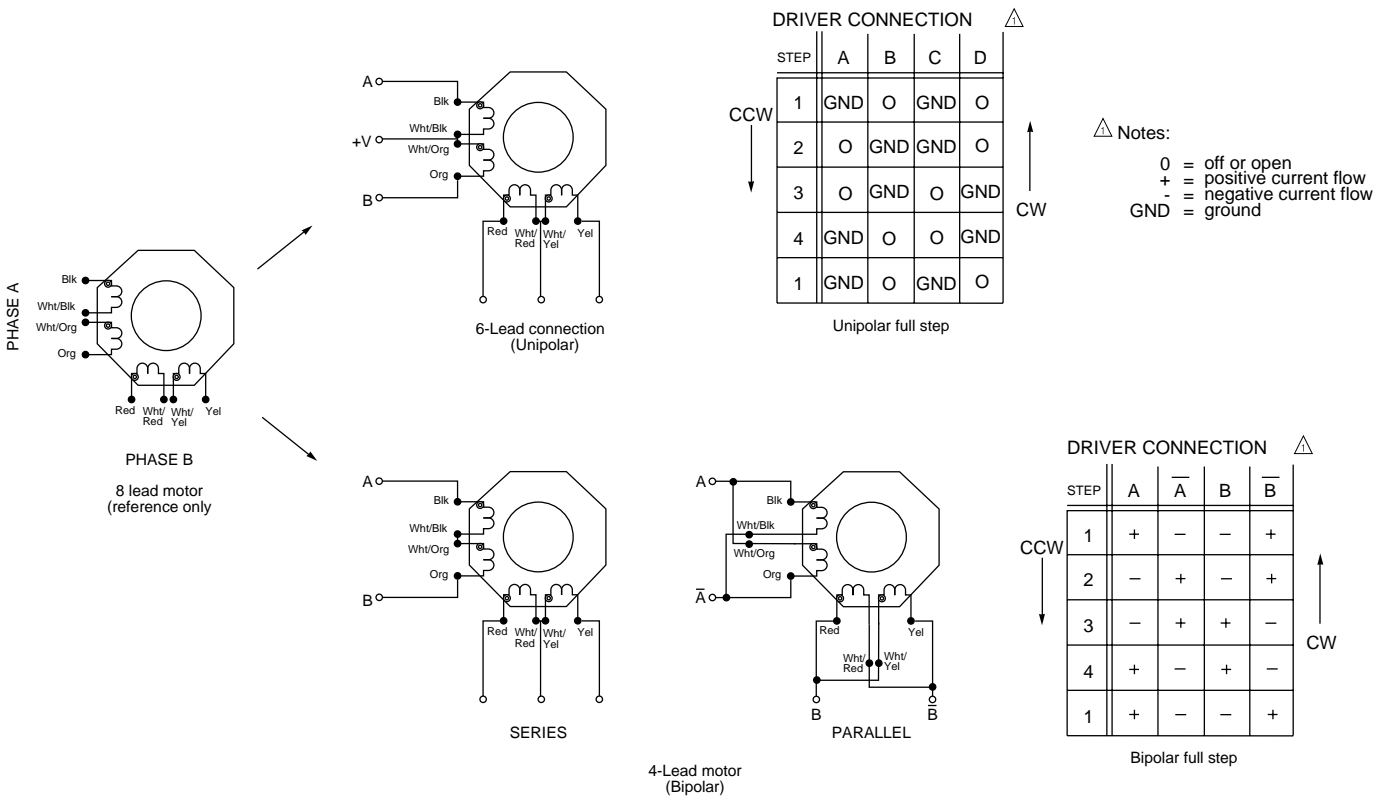 DRIVER CONNECTION 1
STEP A B C D
1 GND O GND O
2 O GND GND O
3 O GND O GND
4 GND O O GND
1 GND O GND O
CCW
CW
Unipolar full step
1 Notes:
0 = off or open
+ = positive current flow
- = negative current flow
GND = ground
A
+V
B
Blk
Wht/Blk
Wht/Org
Org
Red
Wht/
Red
Wht/
Yel
Yel
6-Lead connection
(Unipolar)
PHASE A
Blk
Wht/Blk
Wht/Org
Org
Red
Wht/
Red
Wht/
Yel
Yel
PHASE B
8 lead motor
(reference only
A
B
Blk
Wht/Blk
Wht/Org
Org
Red
Wht/
Red
Wht/
Yel
Yel
SERIES
A
A̅
Blk
Wht/Blk
Wht/Org
Org
Red
Yel
Wht/
Red
Wht/
Yel
B
B̅
PARALLEL
4-Lead motor
(Bipolar)
DRIVER CONNECTION 1
STEP A A̅ B B̅
1 + – – +
2 – + – +
3 – + + –
4 + – + –
1 + – – +
CCW
CW
Bipolar full step